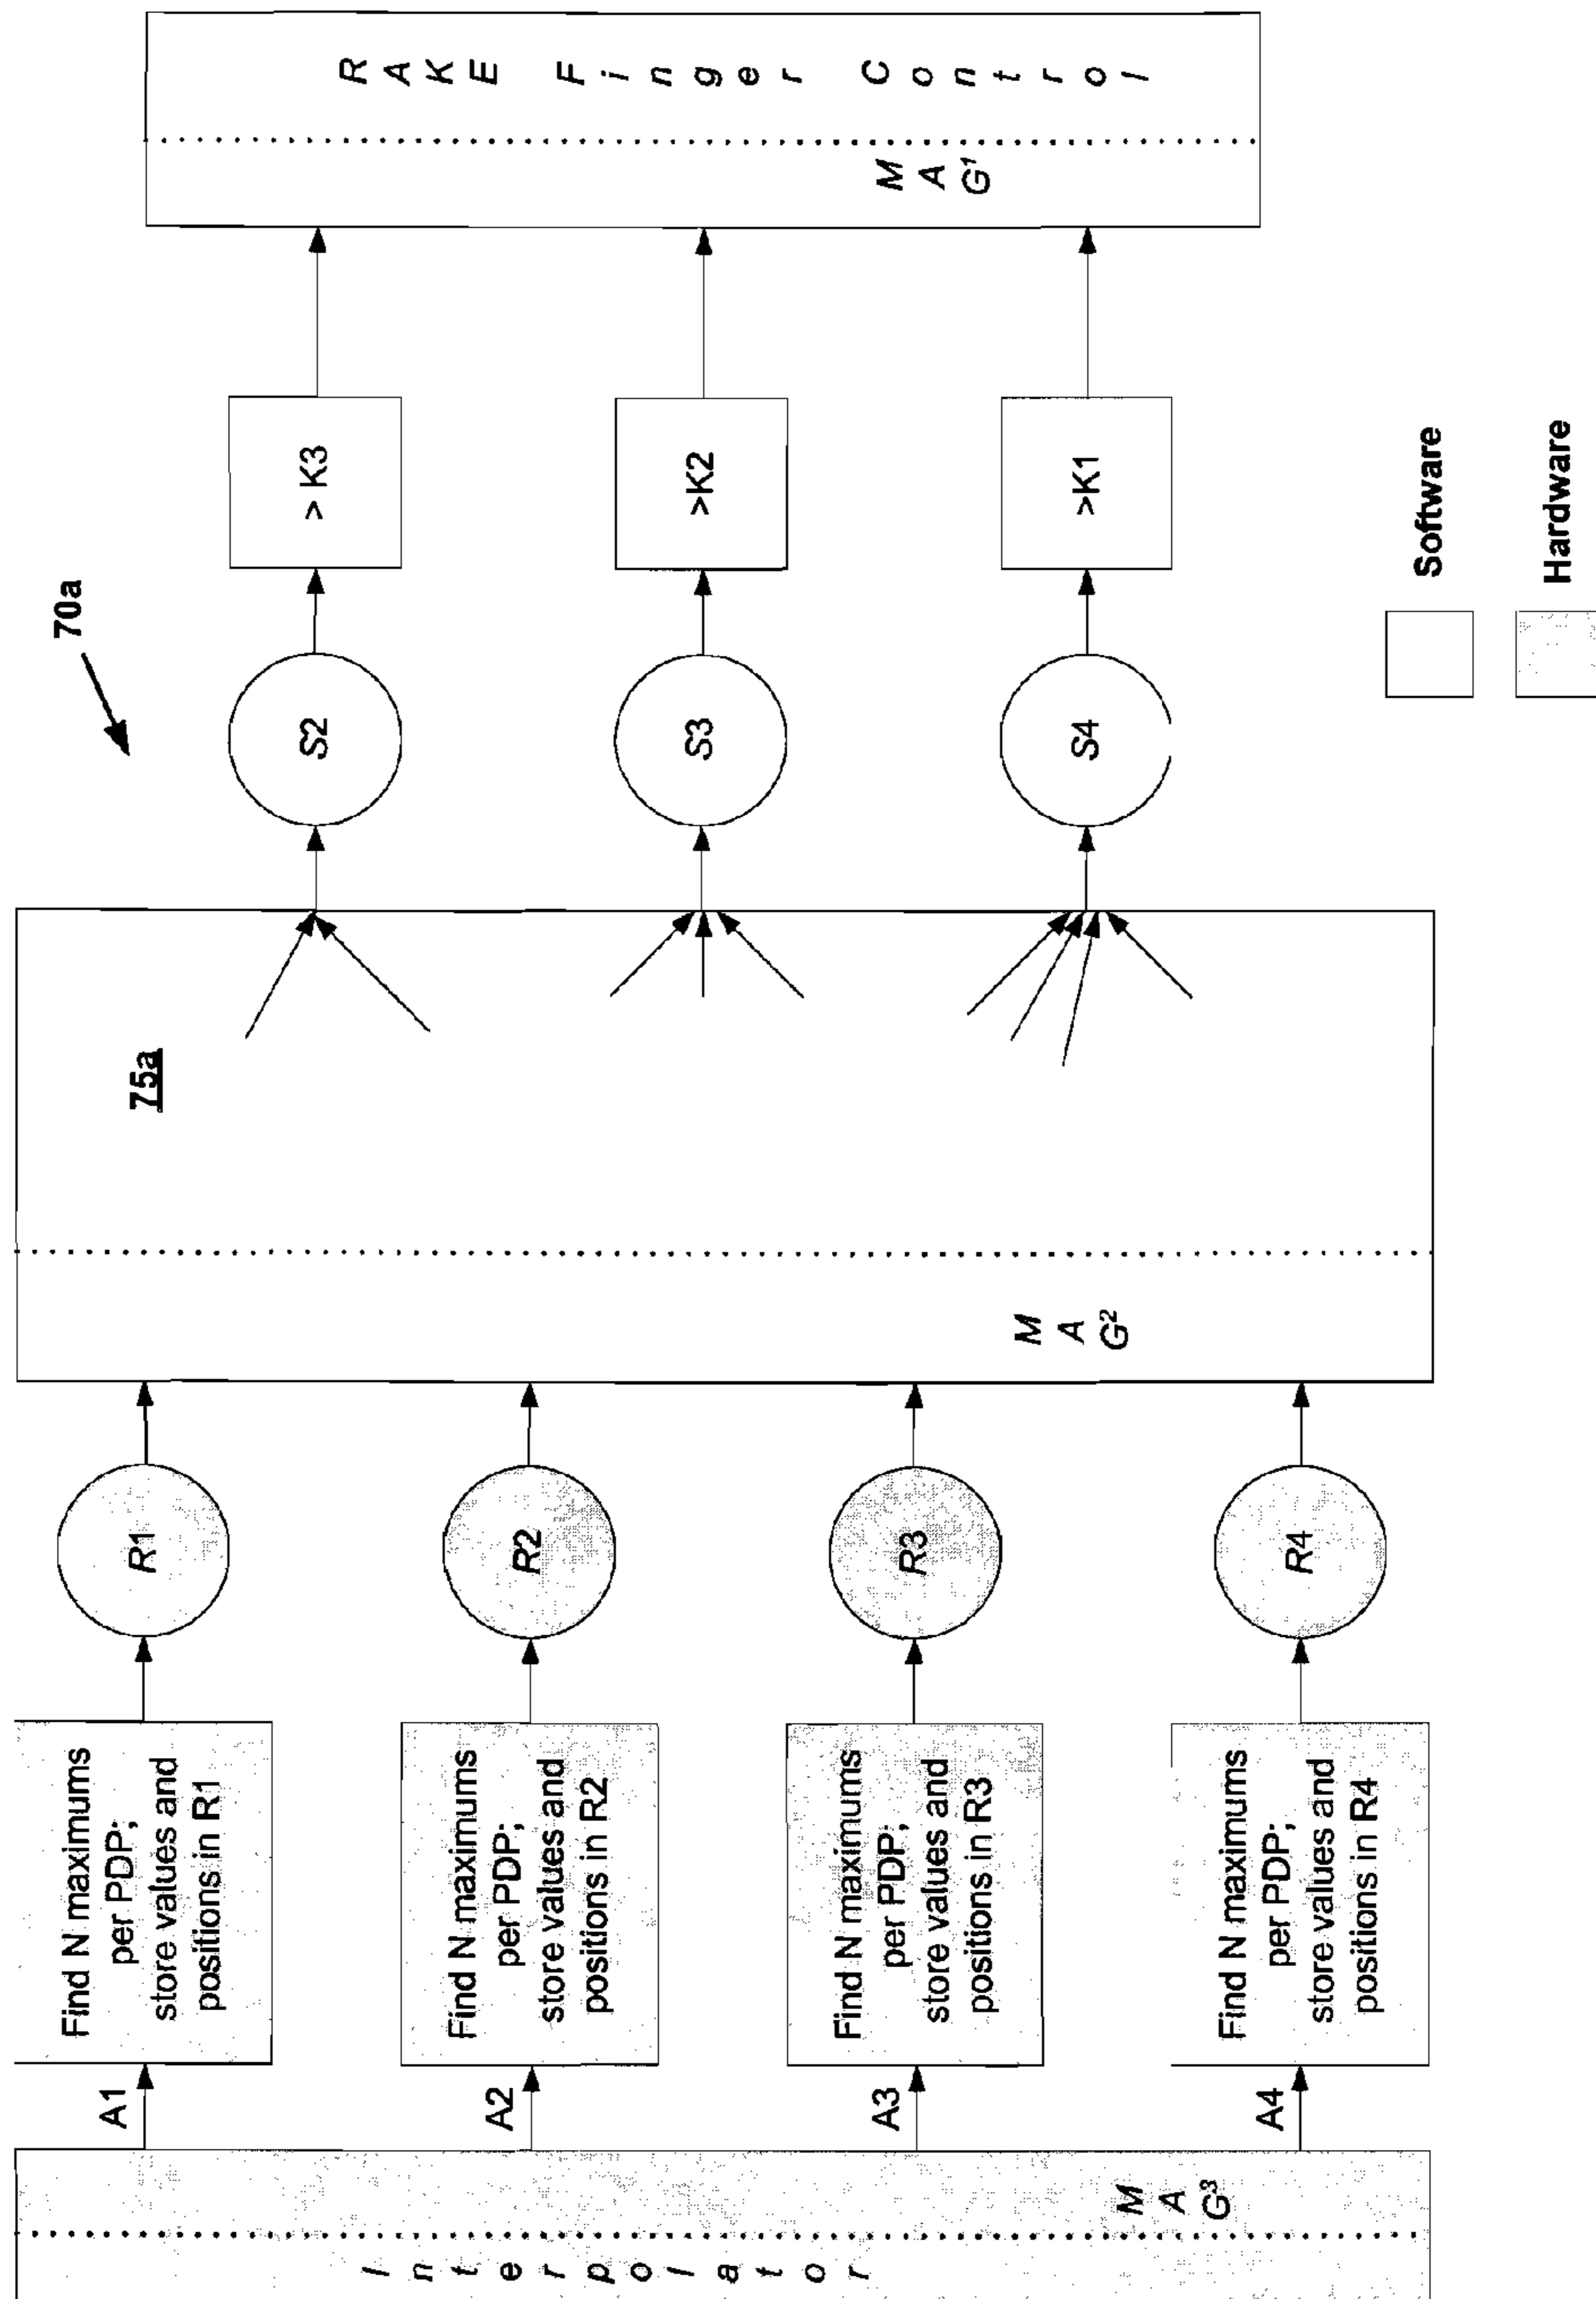 70a
Interpolator
MAG³
A1
Find N maximums
per PDP;
store values and
positions in R1
R1
A2
Find N maximums
per PDP;
store values and
positions in R2
R2
A3
Find N maximums
per PDP;
store values and
positions in R3
R3
A4
Find N maximums
per PDP;
store values and
positions in R4
R4
MAG²
75a
S2
> K3
S3
>K2
S4
>K1
MAG¹
RAKE Finger Control
Software
Hardware